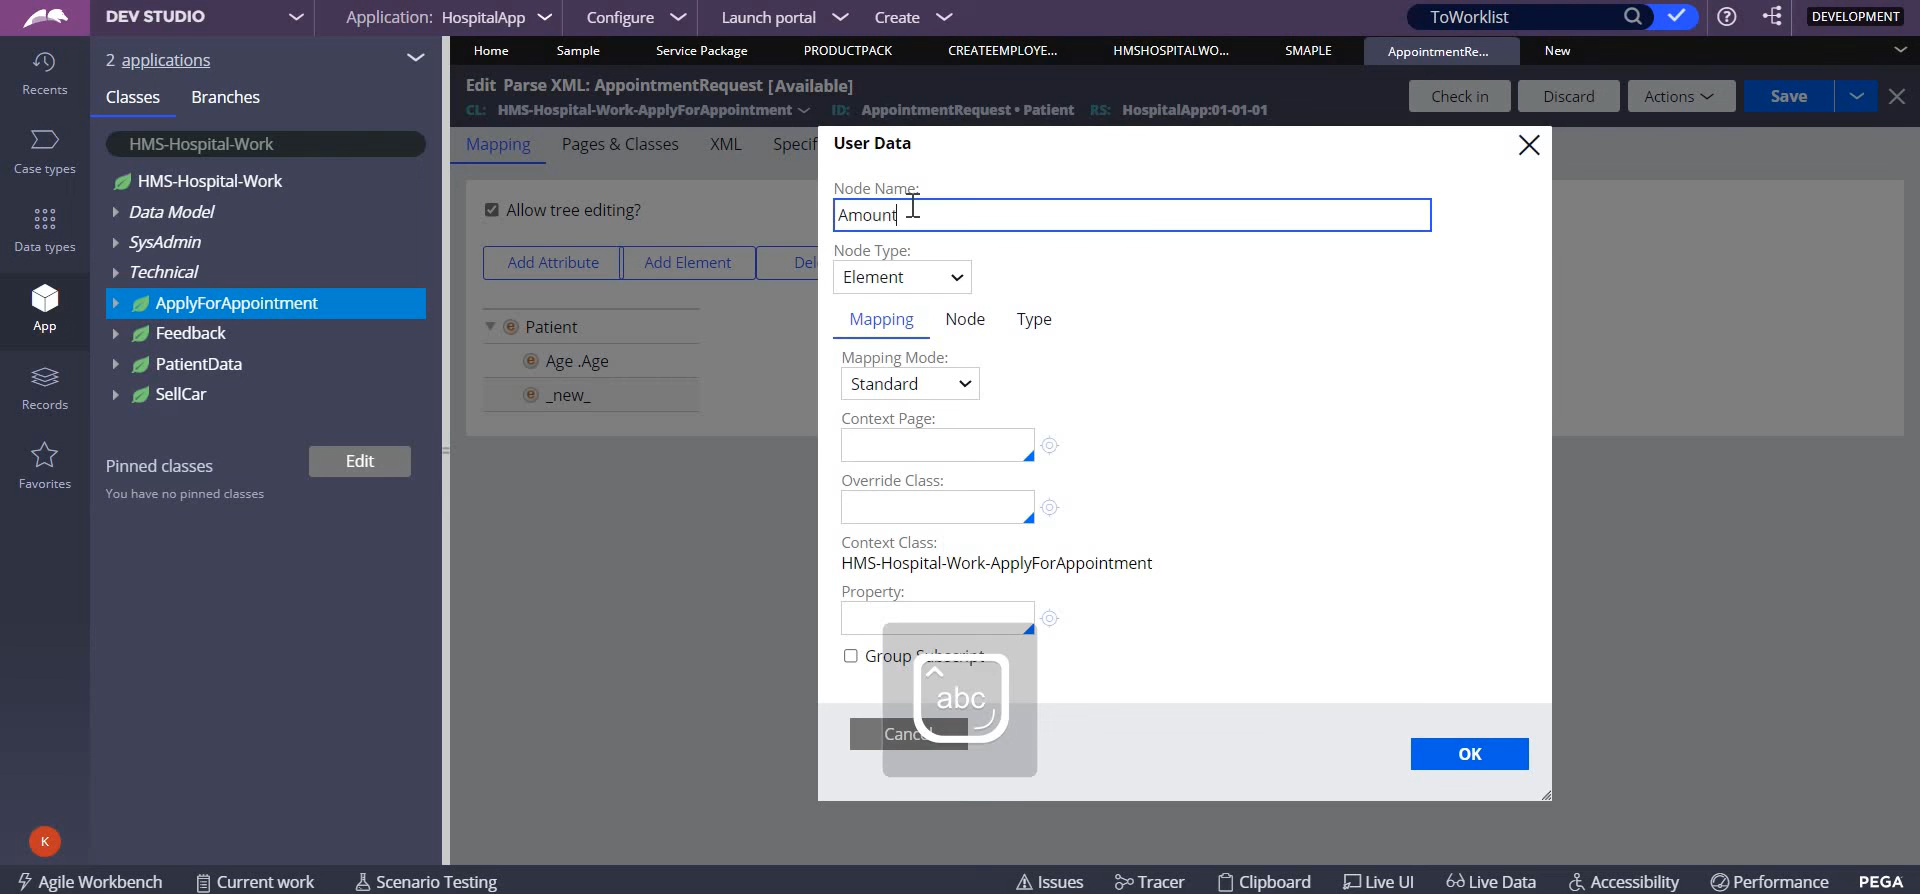 DEV STUDIO
Application: HospitalApp
Configure
Launch portal
Create
ToWorklist
DEVELOPMENT
Recents
Case types
Data types
App
Records
Favorites
K
2 applications
Classes
Branches
HMS-Hospital-Work
HMS-Hospital-Work
Data Model
SysAdmin
Technical
ApplyForAppointment
Feedback
PatientData
SellCar
Pinned classes
Edit
You have no pinned classes
Home
Sample
Service Package
PRODUCTPACK
CREATEEMPLOYE...
HMSHOSPITALWO...
SMAPLE
AppointmentRe...
New
Edit Parse XML: AppointmentRequest [Available]
CL: HMS-Hospital-Work-ApplyForAppointment
ID: AppointmentRequest • Patient
RS: HospitalApp:01-01-01
Check in
Discard
Actions
Save
Mapping
Pages & Classes
XML
Specif
Allow tree editing?
Add Attribute
Add Element
Del
e Patient
e Age .Age
e _new_
User Data
Node Name:
Amount
Node Type:
Element
Mapping
Node
Type
Mapping Mode:
Standard
Context Page:
Override Class:
Context Class:
HMS-Hospital-Work-ApplyForAppointment
Property:
Group Subscript
abc
Cancel
OK
Agile Workbench
Current work
Scenario Testing
Issues
Tracer
Clipboard
Live UI
Live Data
Accessibility
Performance
PEGA